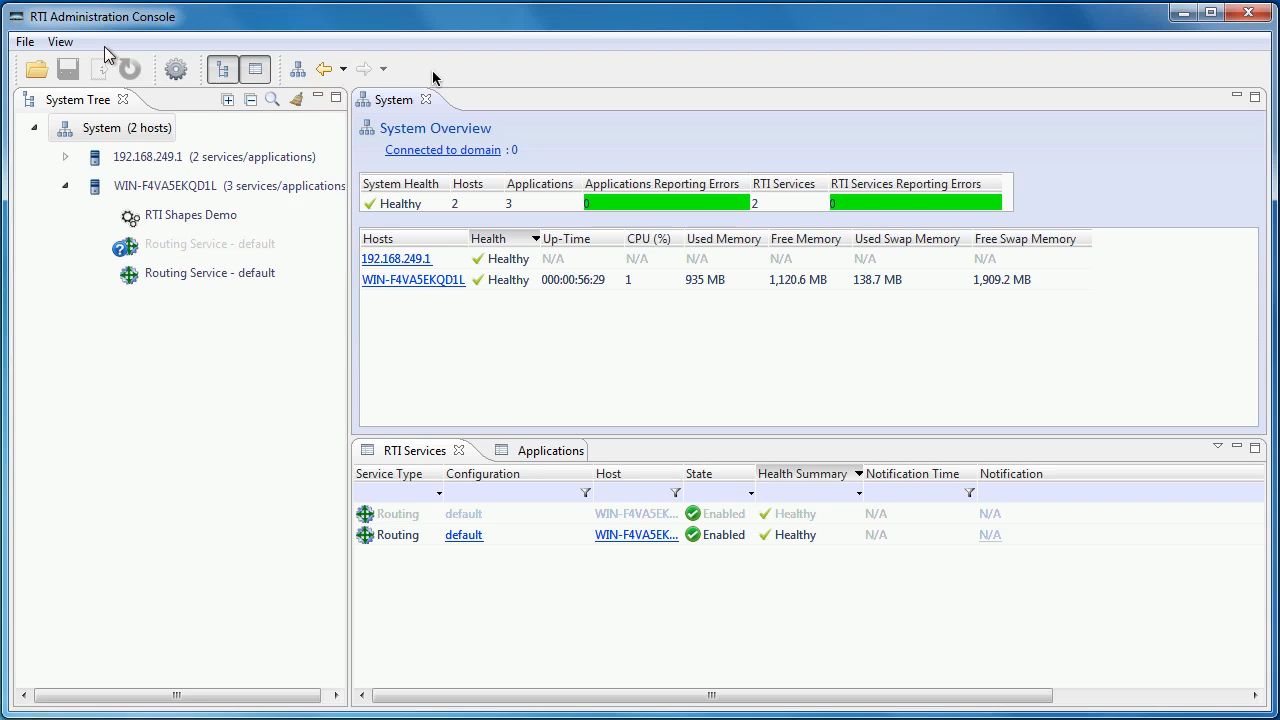 RTI Administration Console
File View
System Tree
System (2 hosts)
192.168.249.1 (2 services/applications)
WIN-F4VA5EKQD1L (3 services/applications
RTI Shapes Demo
Routing Service - default
Routing Service - default
System
System Overview
Connected to domain : 0
System Health Hosts Applications Applications Reporting Errors RTI Services RTI Services Reporting Errors
Healthy 2 3 0 2 0
Hosts Health Up-Time CPU (%) Used Memory Free Memory Used Swap Memory Free Swap Memory
192.168.249.1 Healthy N/A N/A N/A N/A N/A N/A
WIN-F4VA5EKQD1L Healthy 000:00:56:29 1 935 MB 1,120.6 MB 138.7 MB 1,909.2 MB
RTI Services Applications
Service Type Configuration Host State Health Summary Notification Time Notification
Routing default WIN-F4VA5EK... Enabled Healthy N/A N/A
Routing default WIN-F4VA5EK... Enabled Healthy N/A N/A